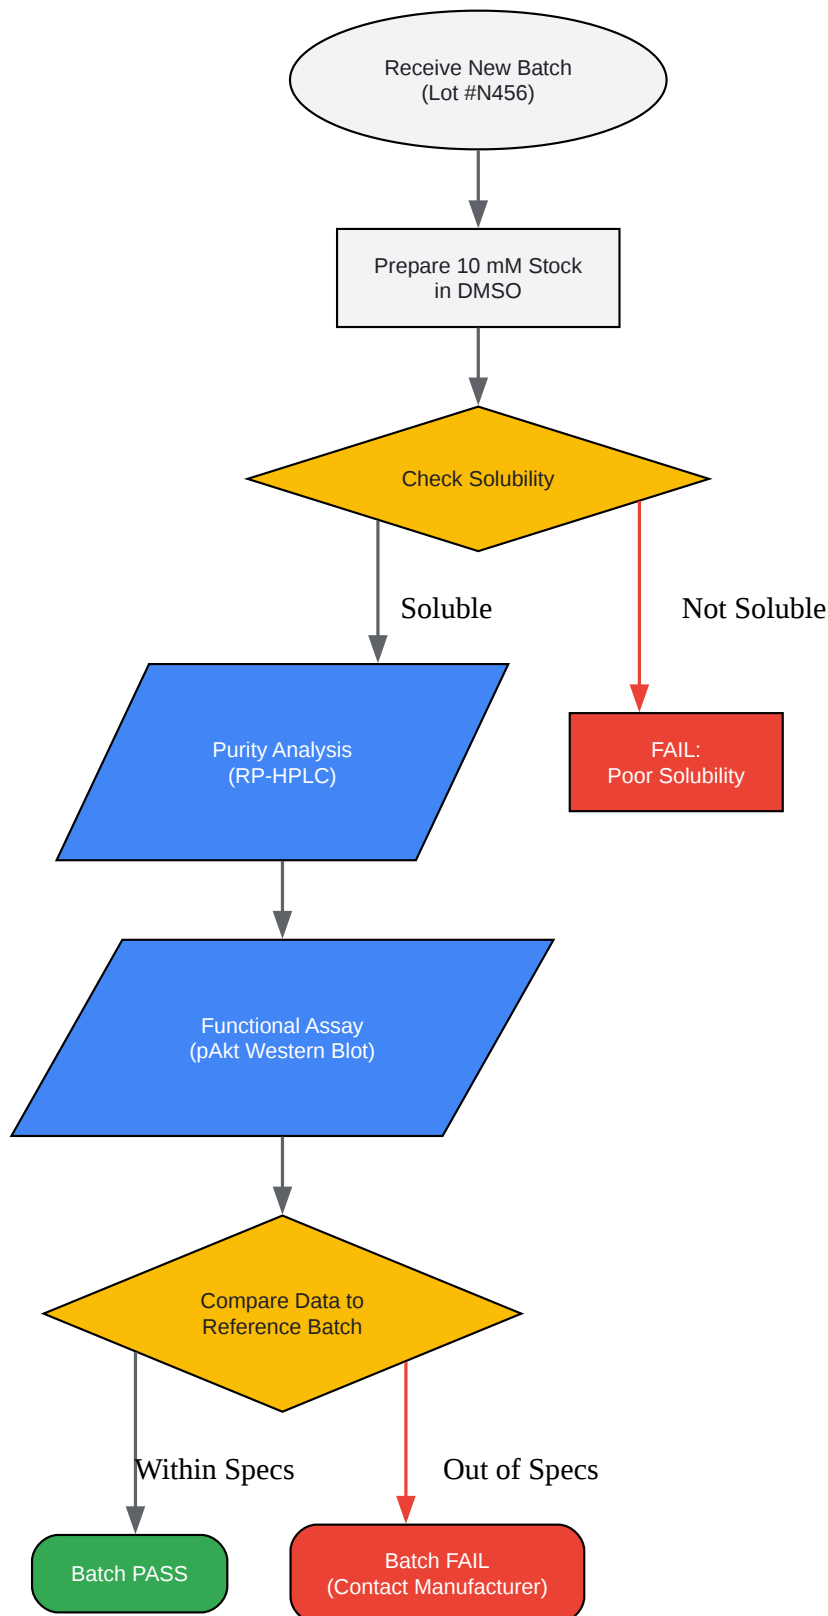 Receive New Batch
(Lot #N456)
Prepare 10 mM Stock
in DMSO
Check Solubility
Soluble
Not Soluble
Purity Analysis
(RP-HPLC)
FAIL:
Poor Solubility
Functional Assay
(pAkt Western Blot)
Compare Data to
Reference Batch
Within Specs
Out of Specs
Batch PASS
Batch FAIL
(Contact Manufacturer)